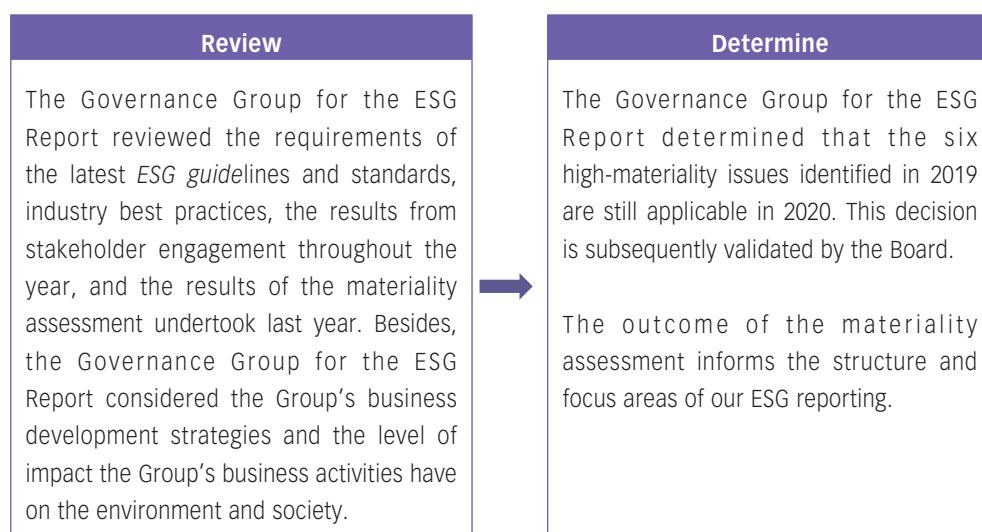 Review
The Governance Group for the ESG
Report reviewed the requirements of
the latest ESG guidelines and standards,
industry best practices, the results from
stakeholder engagement throughout the
year, and the results of the materiality
assessment undertook last year. Besides,
the Governance Group for the ESG
Report considered the Group's business
development strategies and the level of
impact the Group's business activities have
on the environment and society.
Determine
The Governance Group for the ESG
Report determined that the six
high-materiality issues identified in 2019
are still applicable in 2020. This decision
is subsequently validated by the Board.
The outcome of the materiality
assessment informs the structure and
focus areas of our ESG reporting.